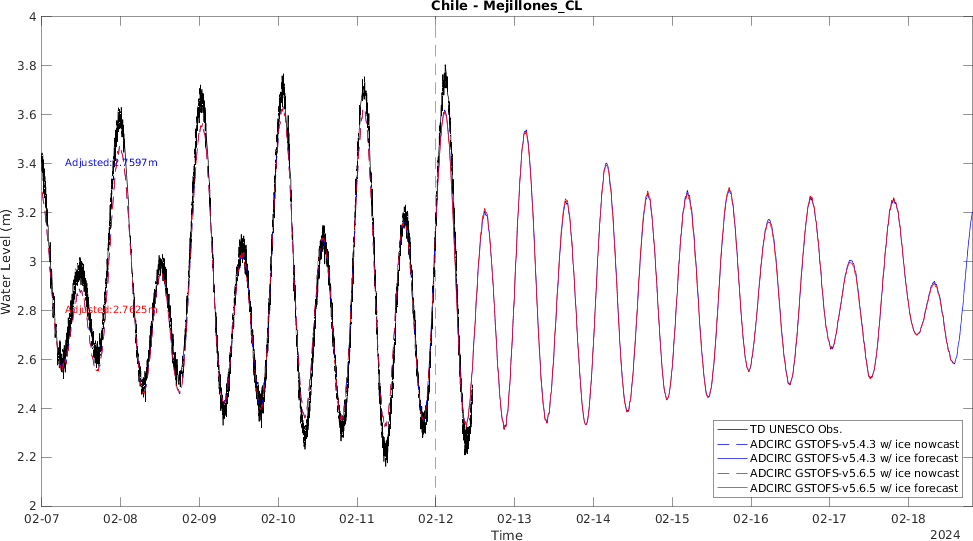 Chile - Mejillones_CL
4
3.8
3.6
3.4
3.2
3
2.8
2.6
2.4
2.2
2
Water Level (m)
Adjusted:2.7597m
Adjusted:2.7625m
TD UNESCO Obs.
ADCIRC GSTOFS-v5.4.3 w/ ice nowcast
ADCIRC GSTOFS-v5.4.3 w/ ice forecast
ADCIRC GSTOFS-v5.6.5 w/ ice nowcast
ADCIRC GSTOFS-v5.6.5 w/ ice forecast
02-07 02-08 02-09 02-10 02-11 02-12 02-13 02-14 02-15 02-16 02-17 02-18
Time
2024